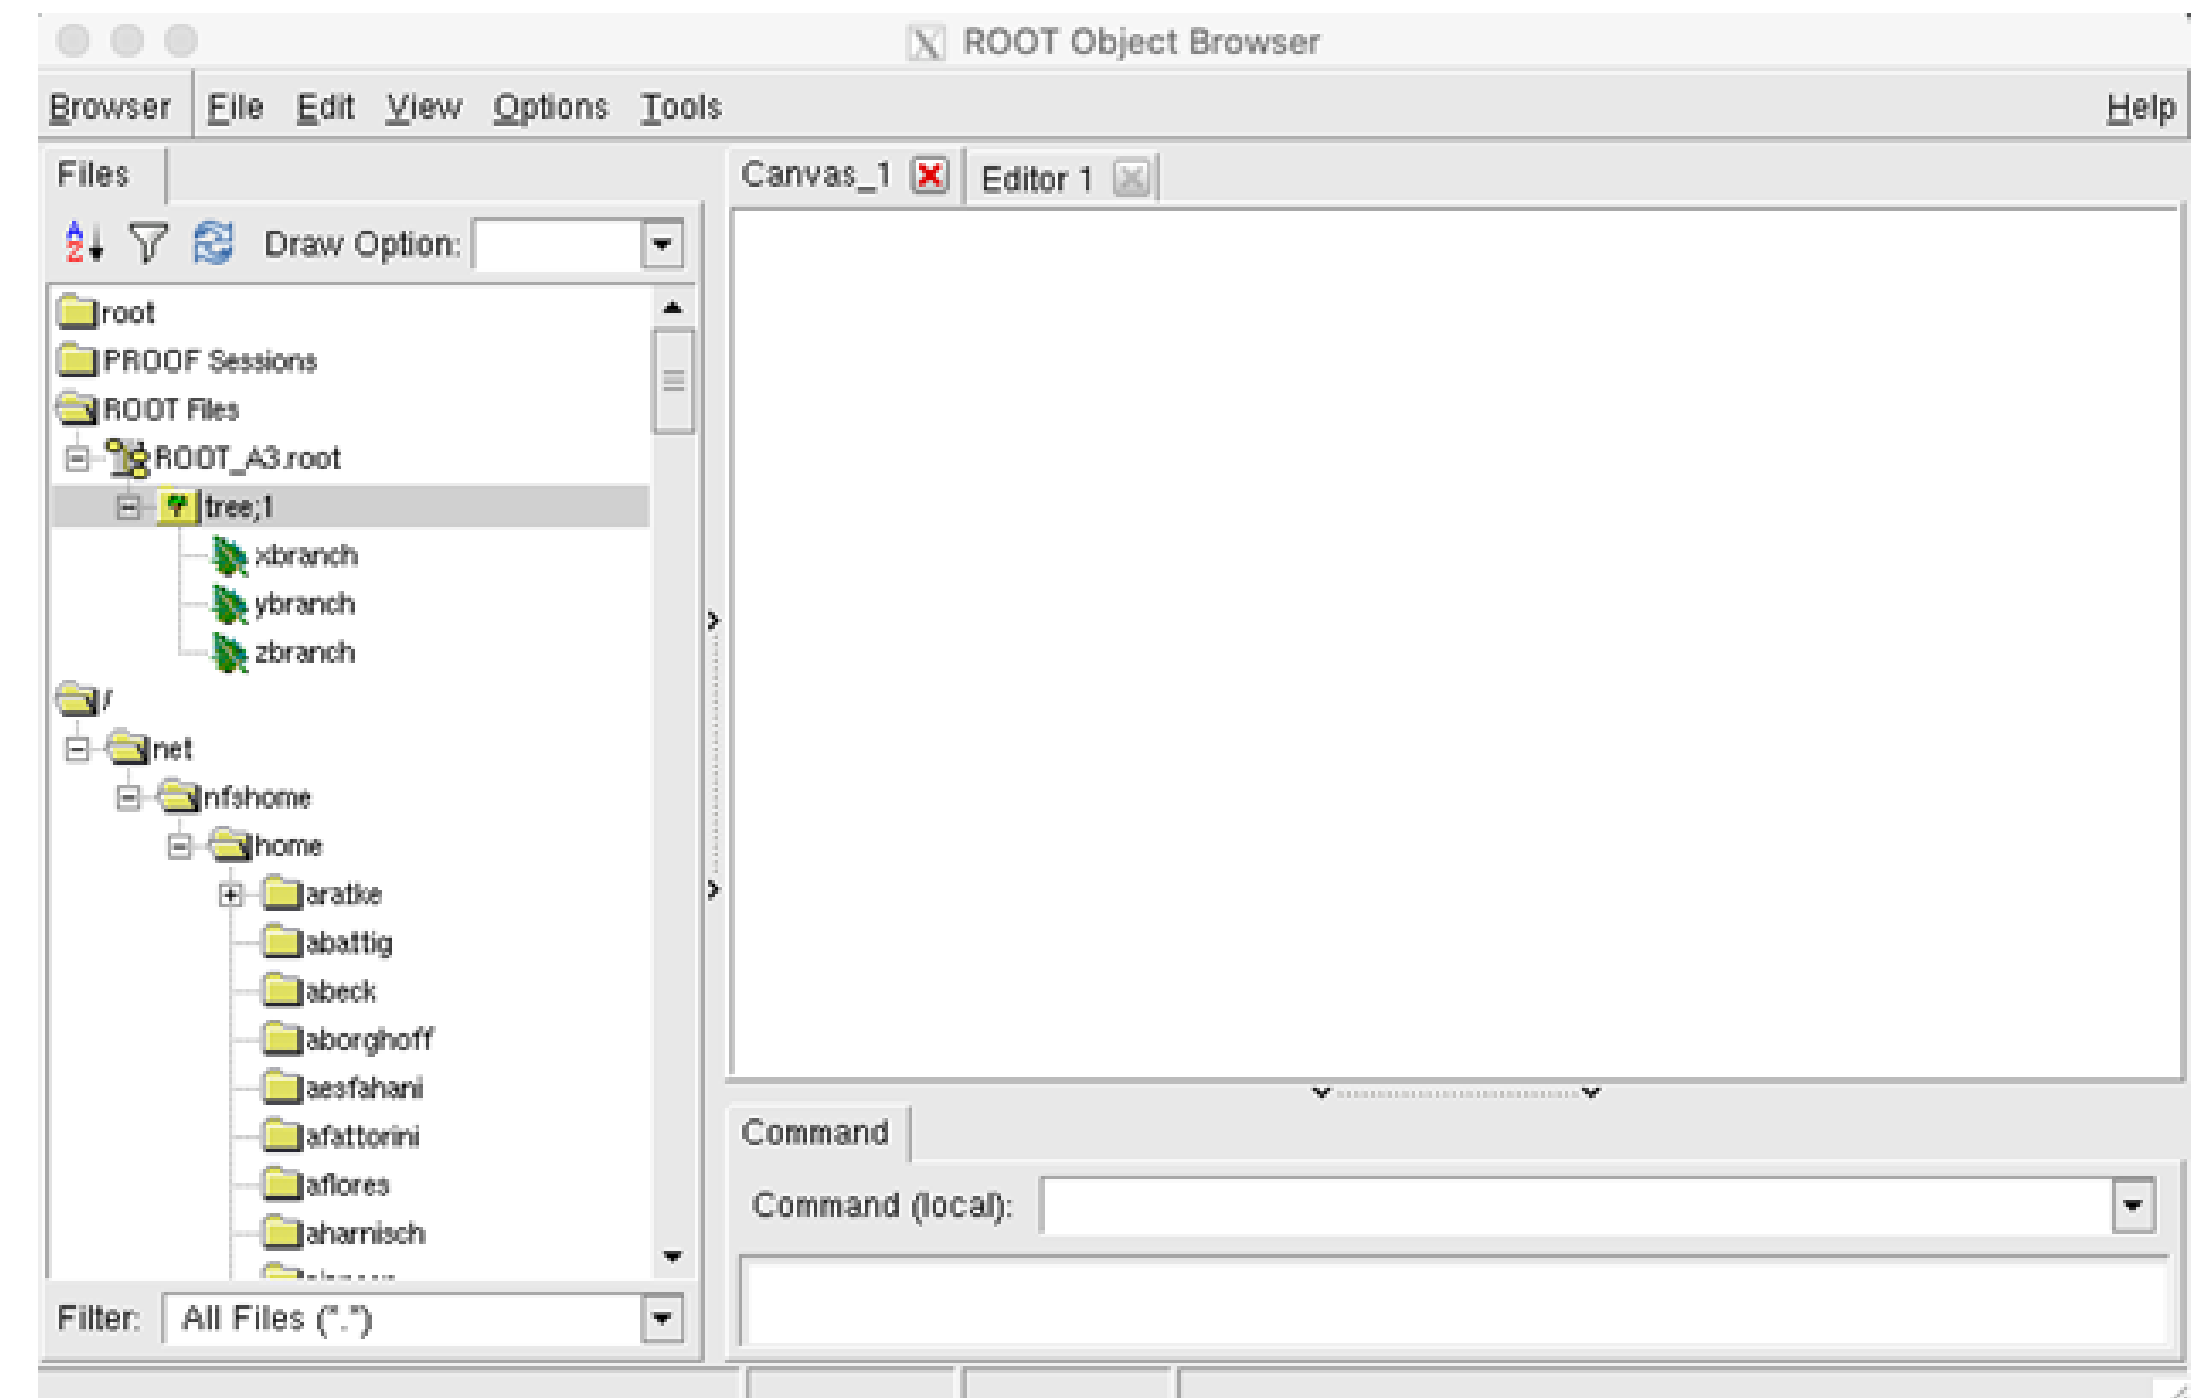 ROOT Object Browser
Browser File Edit View Options Tools Help
Files
Draw Option:
root
PROOF Sessions
ROOT Files
ROOT_A3.root
tree;1
xbranch
ybranch
zbranch
/
net
nfshome
home
aratke
abattig
abeck
aborghoff
aesfahani
afattorini
aflores
aharnisch
Filter: All Files (*.*)
Canvas_1 Editor 1
Command
Command (local):